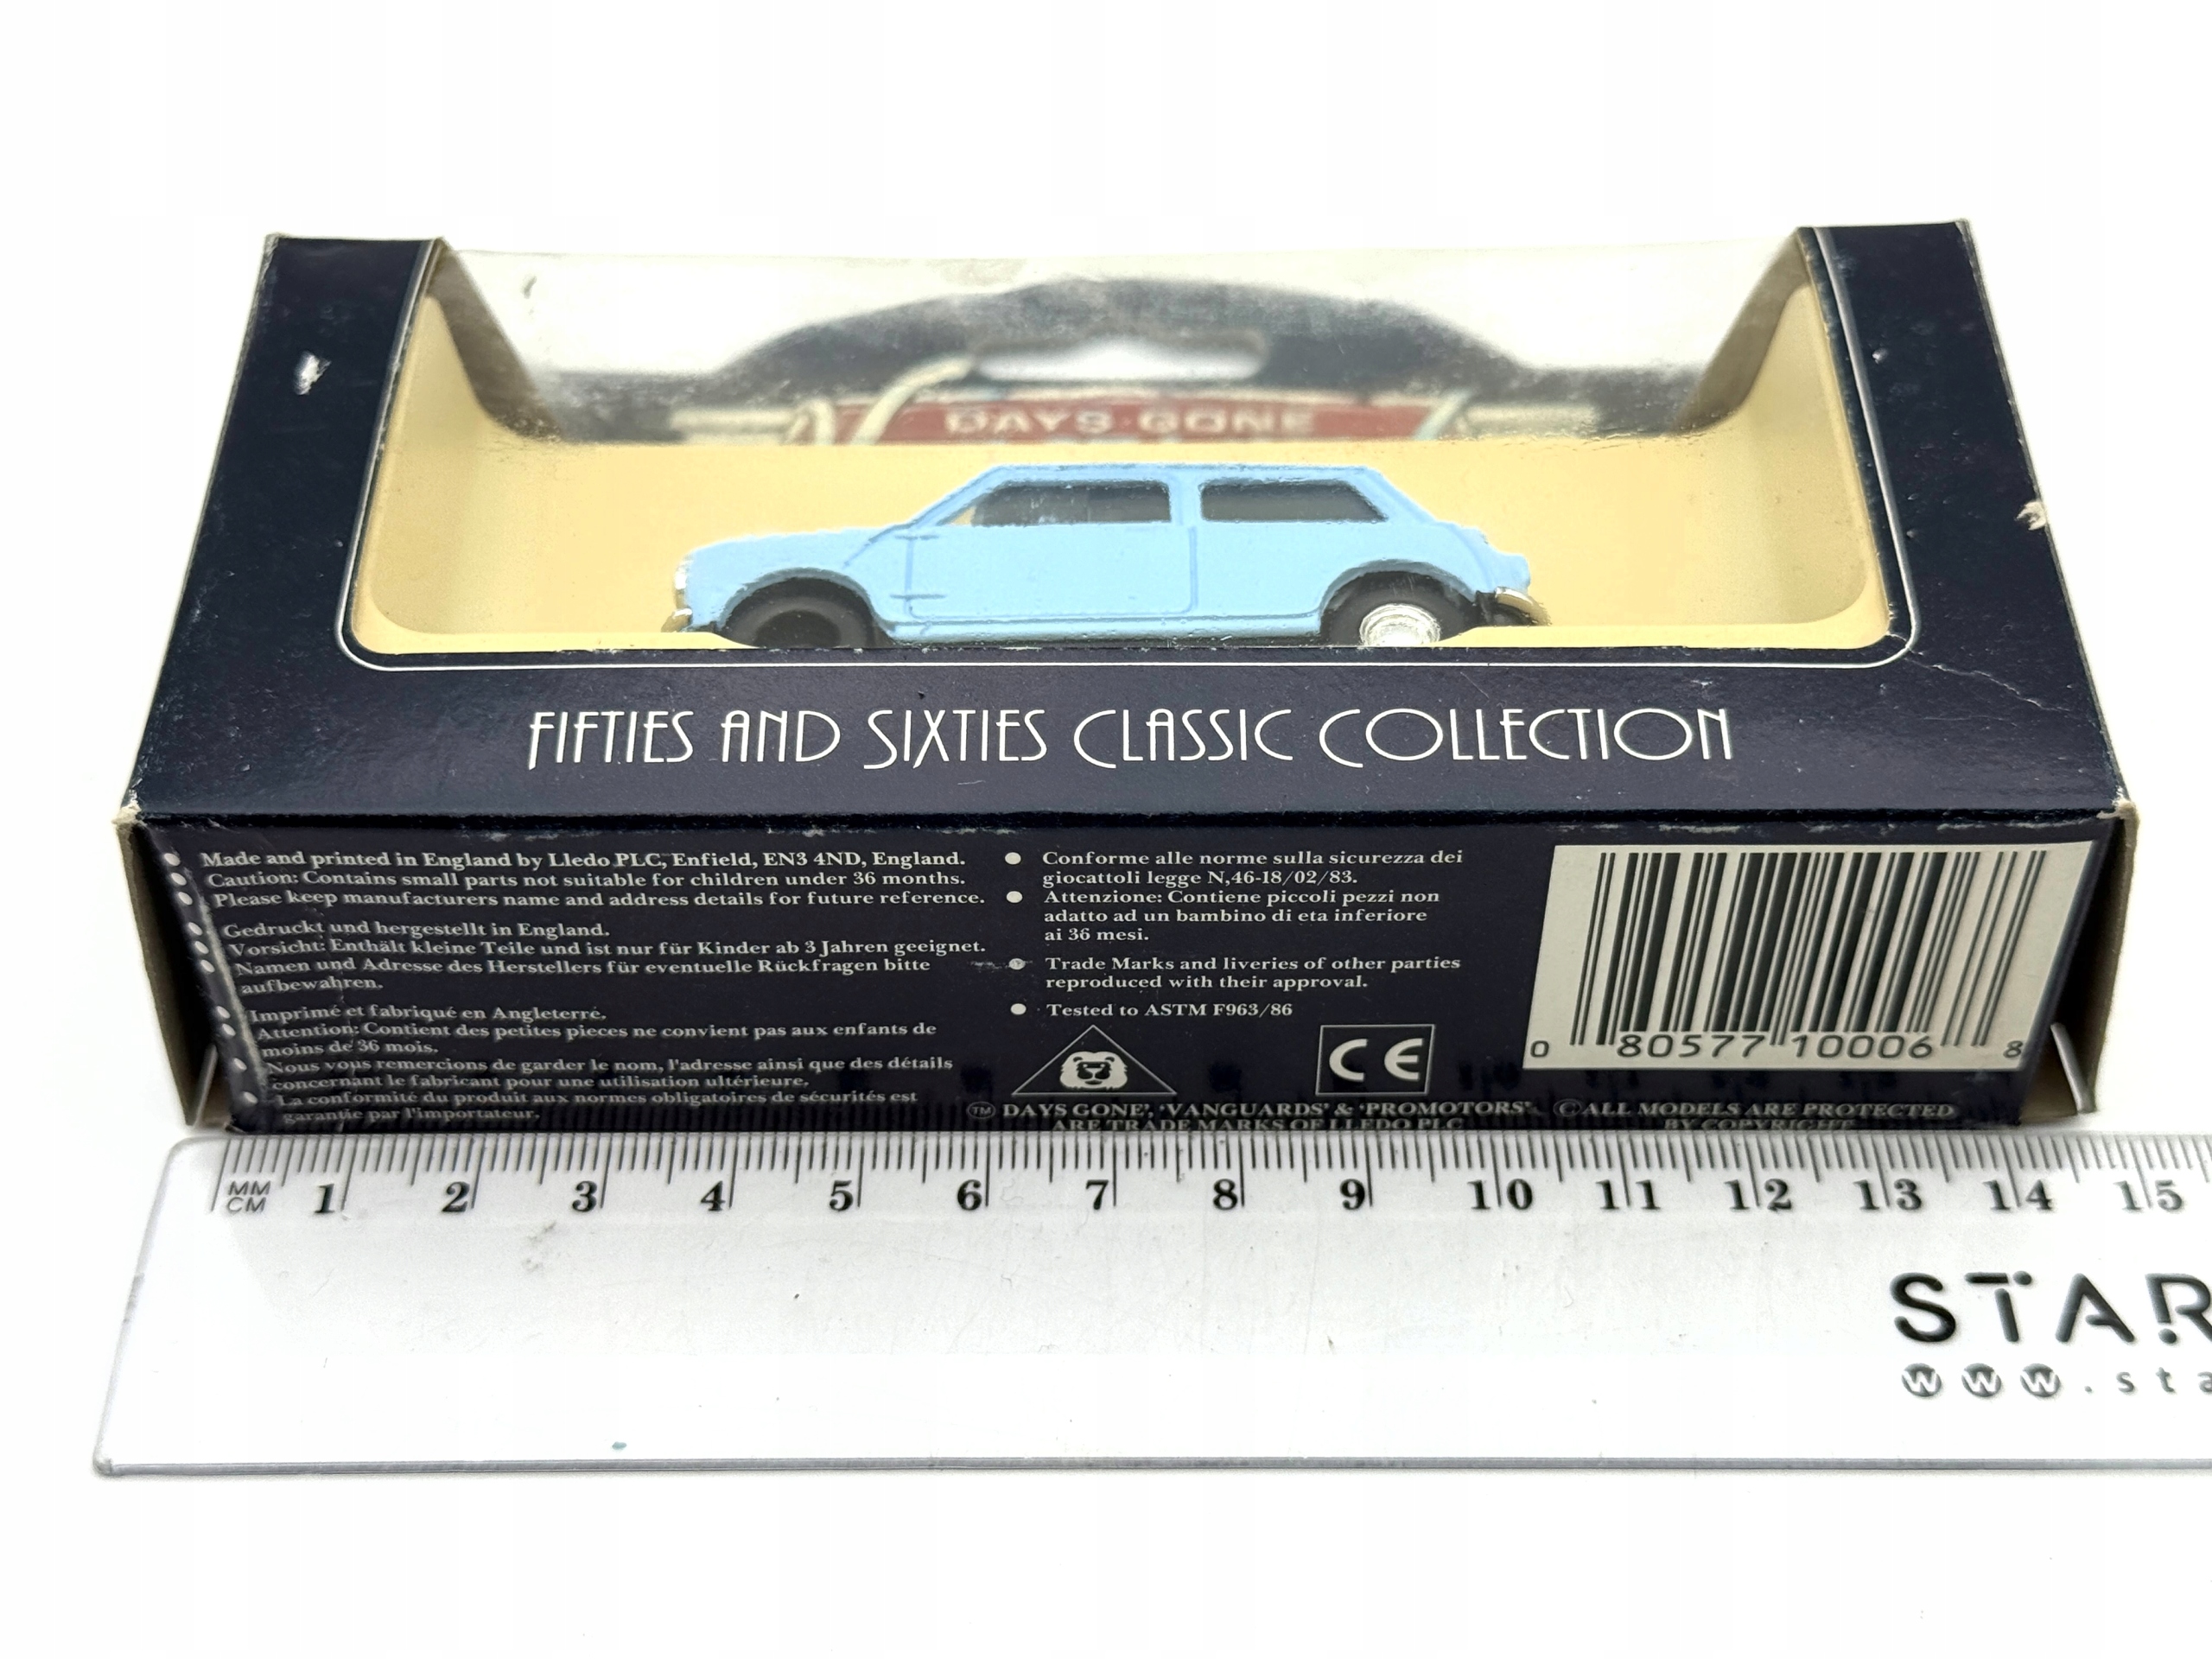 DAYS GONE
FIFTIES AND SIXTIES CLASSIC COLLECTION
● Made and printed in England by Lledo PLC, Enfield, EN3 4ND, England.
● Caution: Contains small parts not suitable for children under 36 months.
● Please keep manufacturers name and address details for future reference.
● Gedruckt und hergestellt in England.
● Vorsicht: Enthält kleine Teile und ist nur für Kinder ab 3 Jahren geeignet.
● Namen und Adresse des Herstellers für eventuelle Rückfragen bitte
aufbewahren.
● Imprimé et fabriqué en Angleterre.
● Attention: Contient des petites pieces ne convient pas aux enfants de
moins de 36 mois.
● Nous vous remercions de garder le nom, l'adresse ainsi que des détails
concernant le fabricant pour une utilisation ultérieure.
● La conformité du produit aux normes obligatoires de sécurités est
garantie par l'importateur.
● Conforme alle norme sulla sicurezza dei
giocattoli legge N,46-18/02/83.
● Attenzione: Contiene piccoli pezzi non
adatto ad un bambino di eta inferiore
ai 36 mesi.
● Trade Marks and liveries of other parties
reproduced with their approval.
● Tested to ASTM F963/86
CE
™ DAYS GONE', 'VANGUARDS' & 'PROMOTORS'
ARE TRADE MARKS OF LLEDO PLC
©ALL MODELS ARE PROTECTED
BY COPYRIGHT
0 80577 10006 8
MM
CM
1 2 3 4 5 6 7 8 9 10 11 12 13 14 15
STAR
www.sta